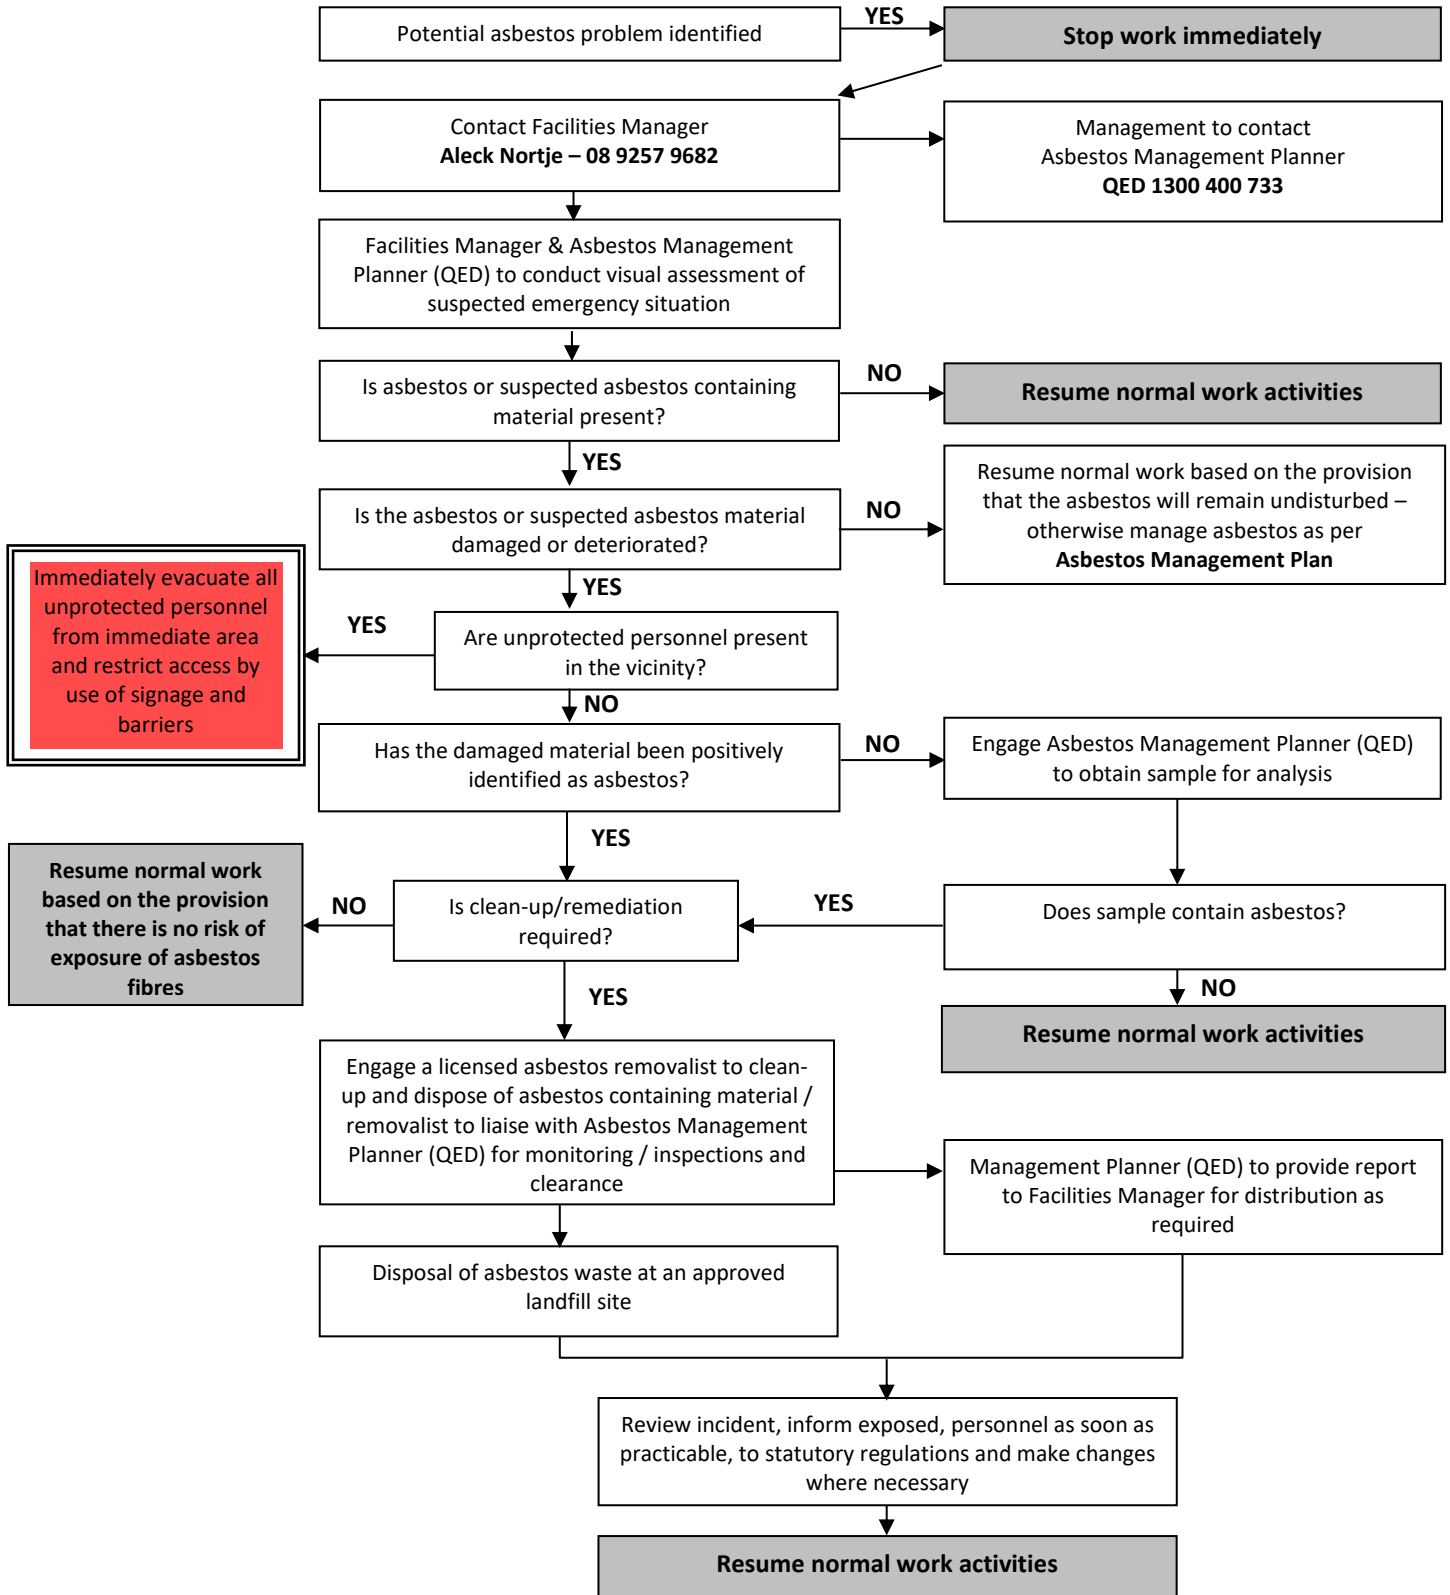 Potential asbestos problem identified
YES
Stop work immediately
Contact Facilities Manager
Aleck Nortje – 08 9257 9682
Management to contact
Asbestos Management Planner
QED 1300 400 733
Facilities Manager & Asbestos Management
Planner (QED) to conduct visual assessment of
suspected emergency situation
Is asbestos or suspected asbestos containing
material present?
NO
Resume normal work activities
YES
Is the asbestos or suspected asbestos material
damaged or deteriorated?
NO
Resume normal work based on the provision
that the asbestos will remain undisturbed –
otherwise manage asbestos as per
Asbestos Management Plan
YES
Are unprotected personnel present
in the vicinity?
YES
Immediately evacuate all
unprotected personnel
from immediate area
and restrict access by
use of signage and
barriers
NO
Has the damaged material been positively
identified as asbestos?
NO
Engage Asbestos Management Planner (QED)
to obtain sample for analysis
YES
Does sample contain asbestos?
YES
Is clean-up/remediation
required?
NO
Resume normal work
based on the provision
that there is no risk of
exposure of asbestos
fibres
NO
Resume normal work activities
YES
Engage a licensed asbestos removalist to clean-
up and dispose of asbestos containing material /
removalist to liaise with Asbestos Management
Planner (QED) for monitoring / inspections and
clearance
Management Planner (QED) to provide report
to Facilities Manager for distribution as
required
Disposal of asbestos waste at an approved
landfill site
Review incident, inform exposed, personnel as soon as
practicable, to statutory regulations and make changes
where necessary
Resume normal work activities